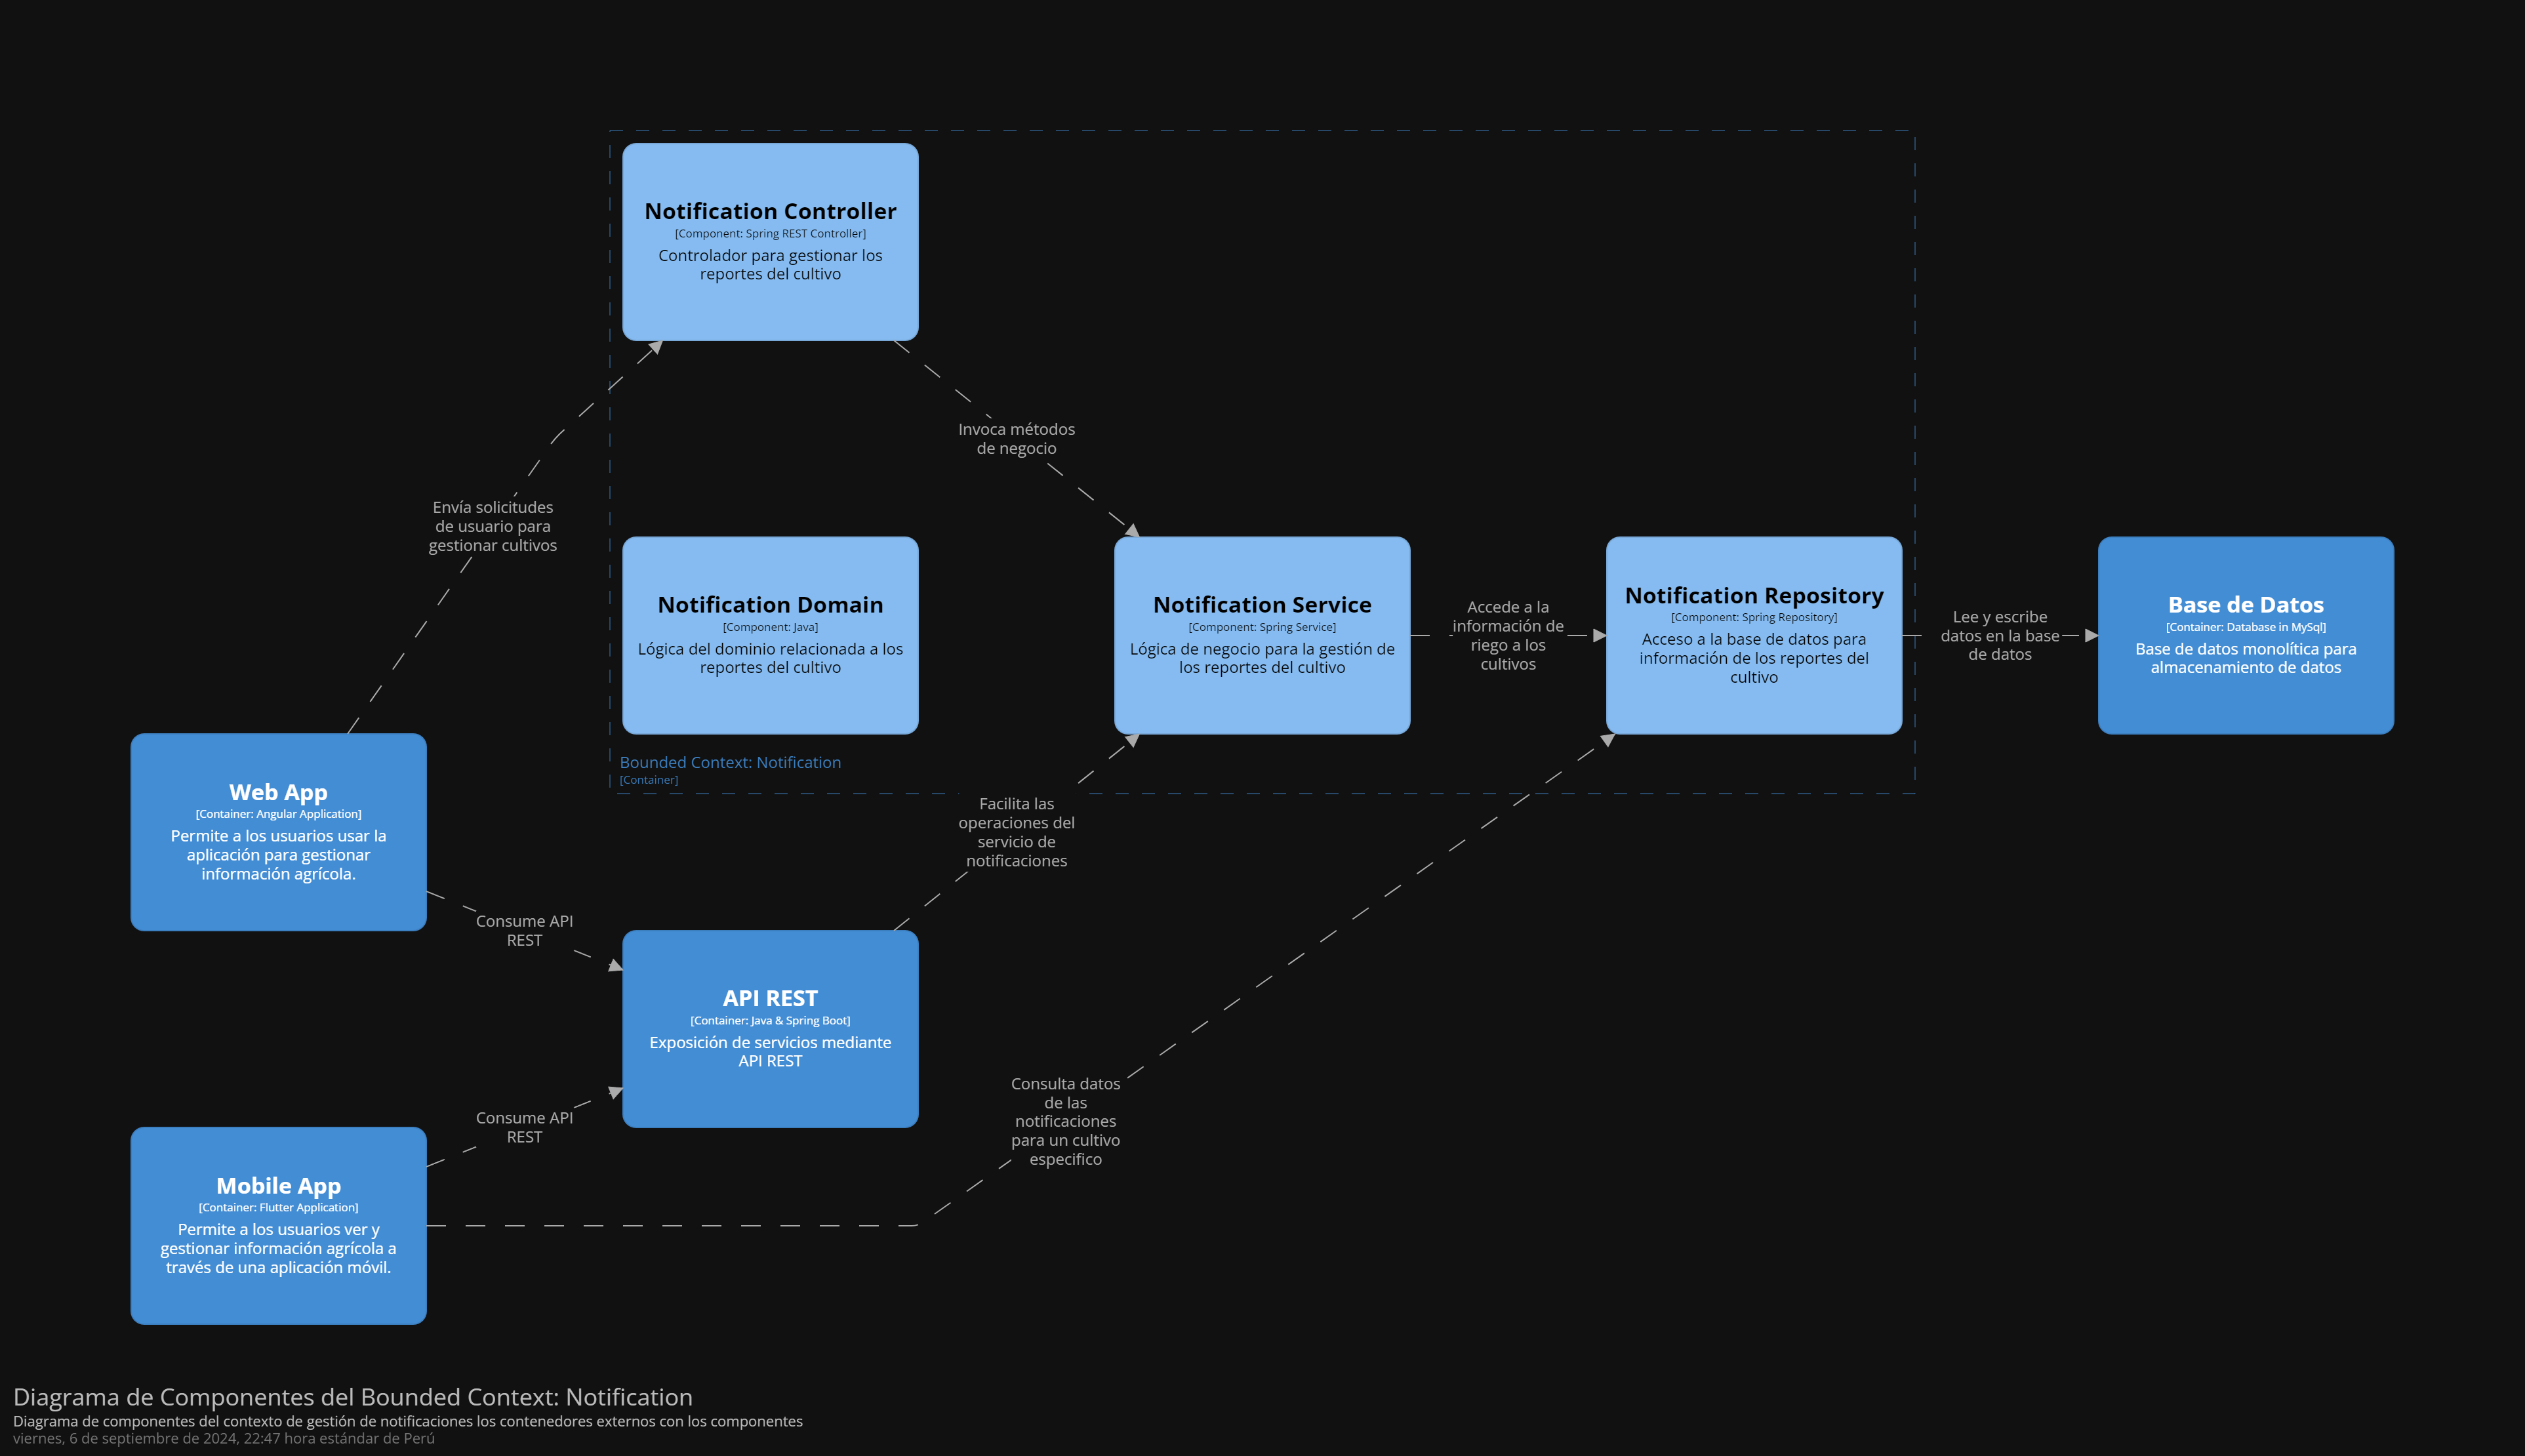 Notification Controller
[Component: Spring REST Controller]
Controlador para gestionar los
reportes del cultivo
Invoca métodos
de negocio
Envía solicitudes
de usuario para
gestionar cultivos
Notification Domain
[Component: Java]
Lógica del dominio relacionada a los
reportes del cultivo
Notification Service
[Component: Spring Service]
Lógica de negocio para la gestión de
los reportes del cultivo
Accede a la
información de
riego a los
cultivos
Notification Repository
[Component: Spring Repository]
Acceso a la base de datos para
información de los reportes del
cultivo
Lee y escribe
datos en la base
de datos
Base de Datos
[Container: Database in MySql]
Base de datos monolítica para
almacenamiento de datos
Bounded Context: Notification
[Container]
Web App
[Container: Angular Application]
Permite a los usuarios usar la
aplicación para gestionar
información agrícola.
Facilita las
operaciones del
servicio de
notificaciones
Consume API
REST
API REST
[Container: Java & Spring Boot]
Exposición de servicios mediante
API REST
Consume API
REST
Consulta datos
de las
notificaciones
para un cultivo
especifico
Mobile App
[Container: Flutter Application]
Permite a los usuarios ver y
gestionar información agrícola a
través de una aplicación móvil.
Diagrama de Componentes del Bounded Context: Notification
Diagrama de componentes del contexto de gestión de notificaciones los contenedores externos con los componentes
viernes, 6 de septiembre de 2024, 22:47 hora estándar de Perú